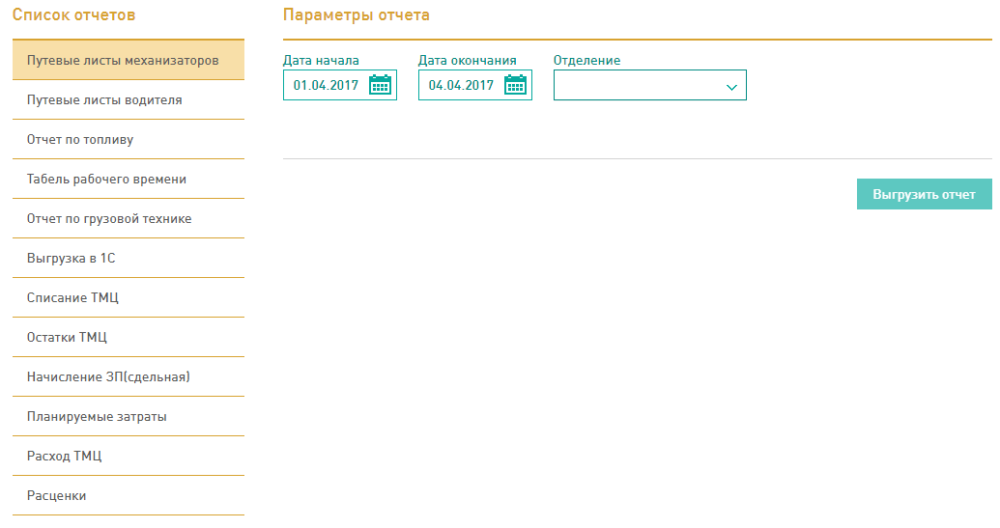 Список отчетов
Путевые листы механизаторов
Путевые листы водителя
Отчет по топливу
Табель рабочего времени
Отчет по грузовой технике
Выгрузка в 1С
Списание ТМЦ
Остатки ТМЦ
Начисление ЗП(сдельная)
Планируемые затраты
Расход ТМЦ
Расценки
Параметры отчета
Дата начала
Дата окончания
Отделение
01.04.2017
04.04.2017
Выгрузить отчет